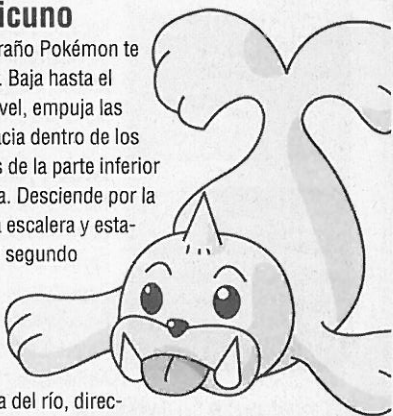 icuno
raño Pokémon te
. Baja hasta el
vel, empuja las
acia dentro de los
s de la parte inferior
a. Desciende por la
a escalera y esta-
segundo
a del río, direc-